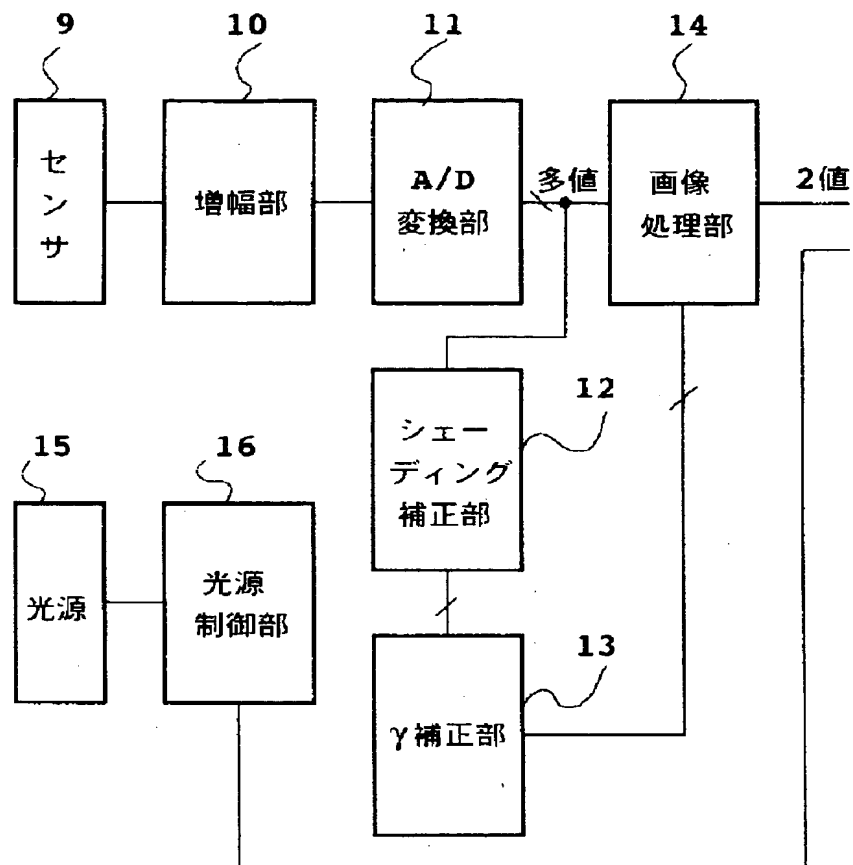 9
10
11
14
セ
ン
サ
増幅部
A/D
変換部
多値
画像
処理部
2値
12
シェー
ディング
補正部
15
16
光源
光源
制御部
13
γ補正部